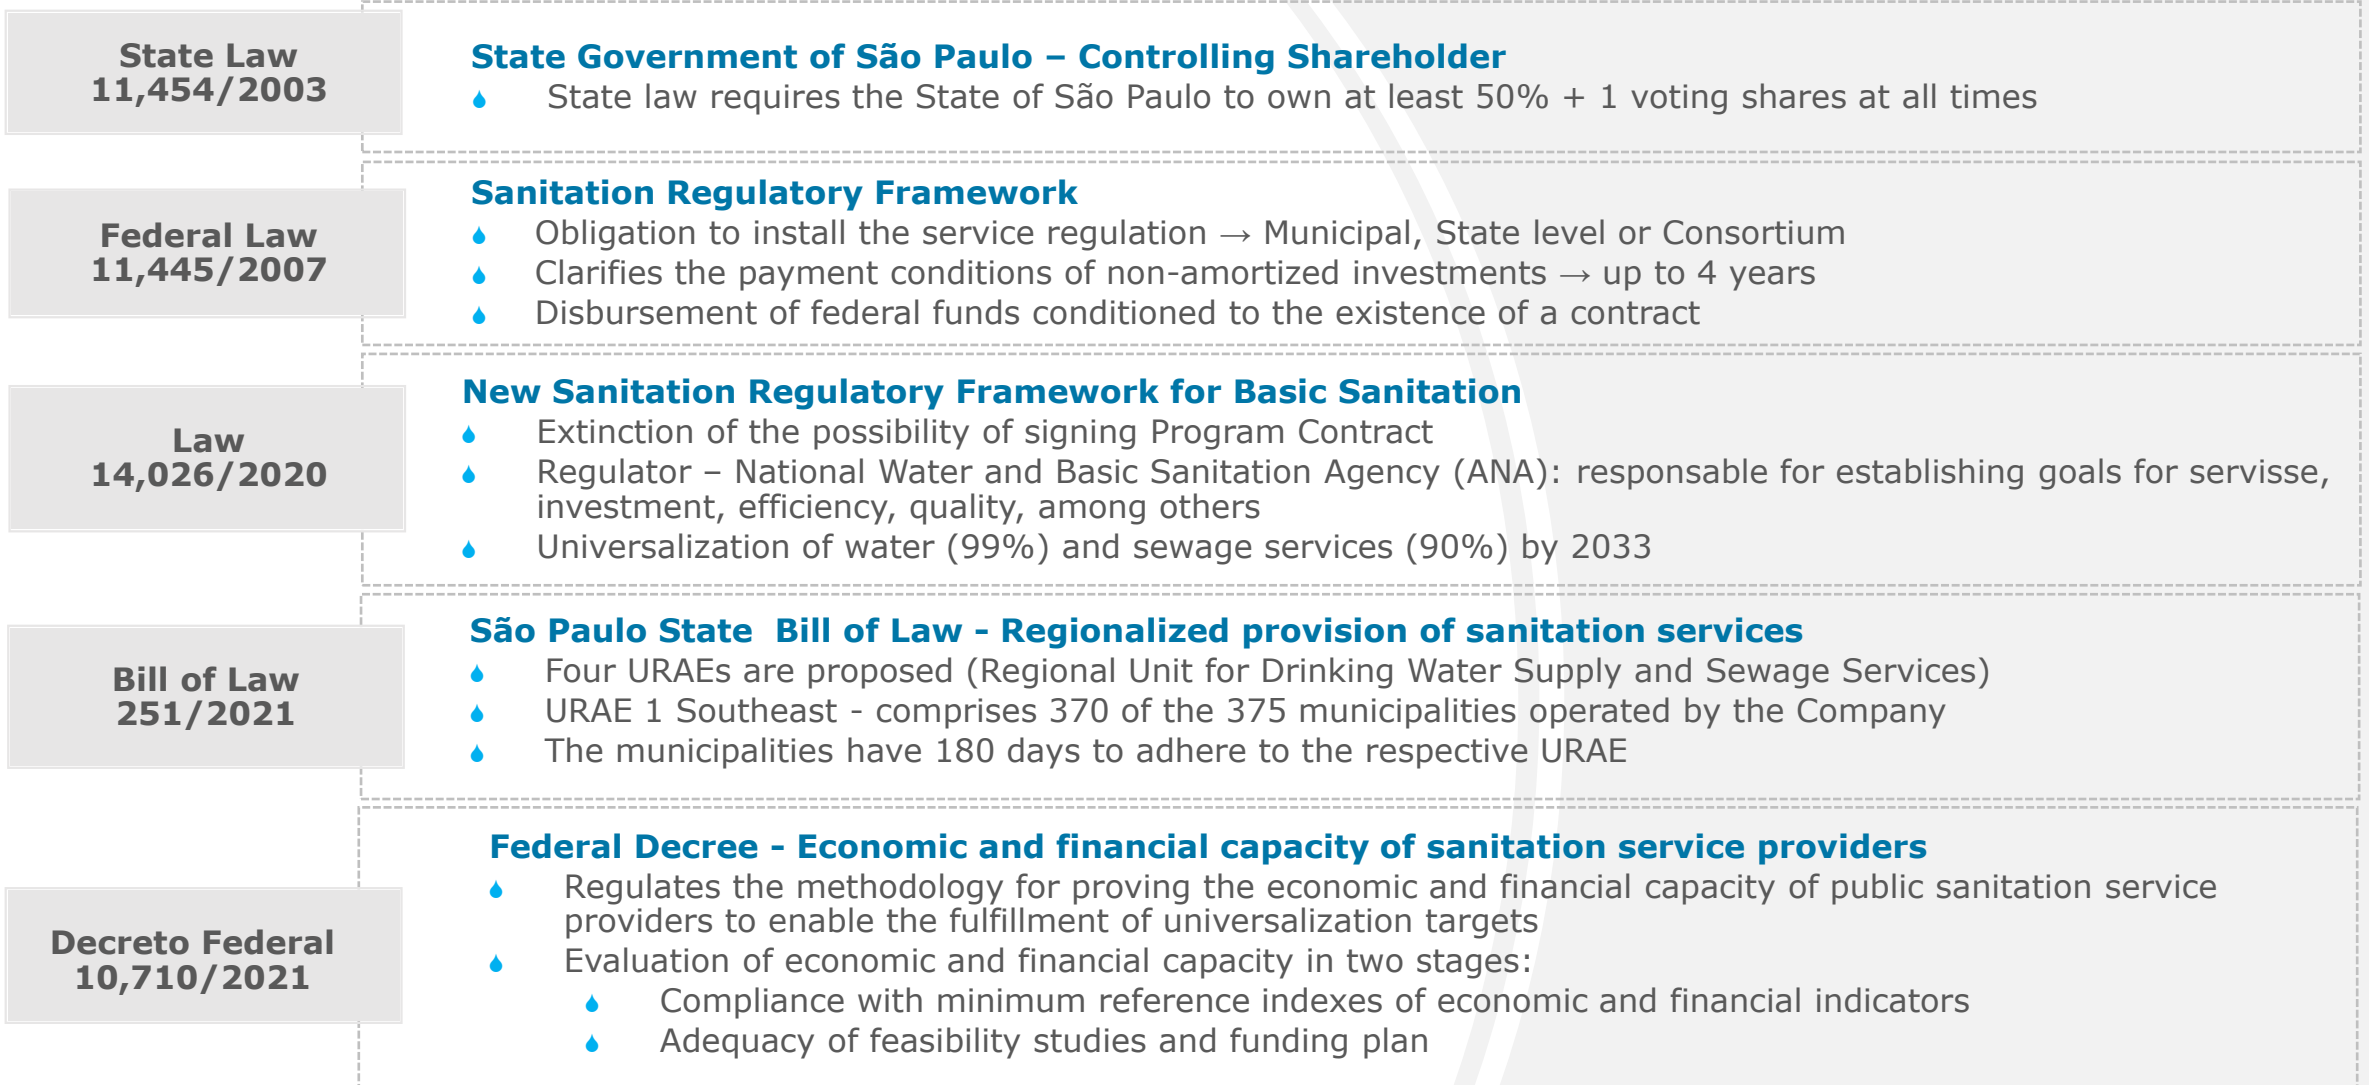 State Law
11,454/2003
State Government of São Paulo – Controlling Shareholder
State law requires the State of São Paulo to own at least 50% + 1 voting shares at all times
Federal Law
11,445/2007
Sanitation Regulatory Framework
Obligation to install the service regulation → Municipal, State level or Consortium
Clarifies the payment conditions of non-amortized investments → up to 4 years
Disbursement of federal funds conditioned to the existence of a contract
Law
14,026/2020
New Sanitation Regulatory Framework for Basic Sanitation
Extinction of the possibility of signing Program Contract
Regulator – National Water and Basic Sanitation Agency (ANA): responsable for establishing goals for servisse,
investment, efficiency, quality, among others
Universalization of water (99%) and sewage services (90%) by 2033
Bill of Law
251/2021
São Paulo State  Bill of Law - Regionalized provision of sanitation services
Four URAEs are proposed (Regional Unit for Drinking Water Supply and Sewage Services)
URAE 1 Southeast - comprises 370 of the 375 municipalities operated by the Company
The municipalities have 180 days to adhere to the respective URAE
Decreto Federal
10,710/2021
Federal Decree - Economic and financial capacity of sanitation service providers
Regulates the methodology for proving the economic and financial capacity of public sanitation service
providers to enable the fulfillment of universalization targets
Evaluation of economic and financial capacity in two stages:
Compliance with minimum reference indexes of economic and financial indicators
Adequacy of feasibility studies and funding plan